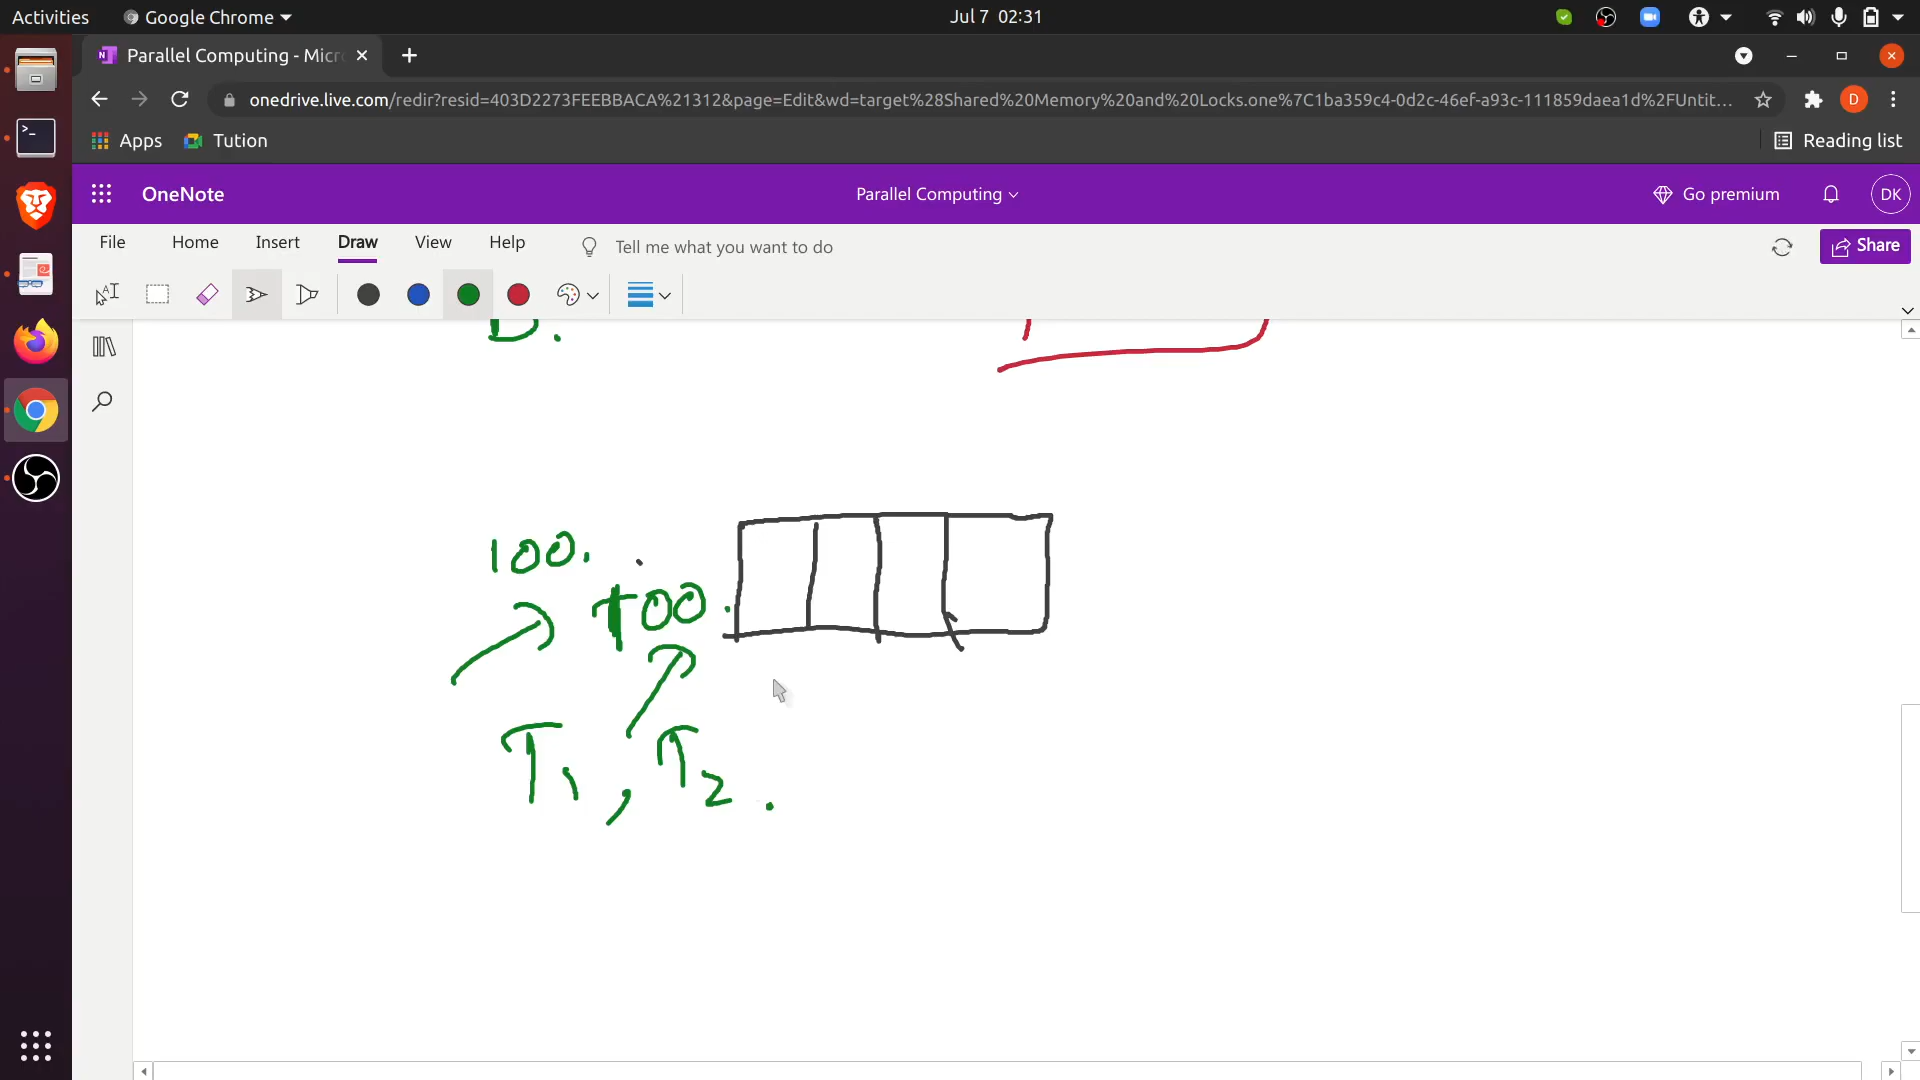 Activities Google Chrome Jul 7 02:31
Parallel Computing - Micr
onedrive.live.com/redir?resid=403D2273FEEBBACA%21312&page=Edit&wd=target%28Shared%20Memory%20and%20Locks.one%7C1ba359c4-0d2c-46ef-a93c-111859daea1d%2FUntit... D
Apps Tution Reading list
OneNote Parallel Computing Go premium DK
File Home Insert Draw View Help Tell me what you want to do Share
100.
100.
T1, T2.